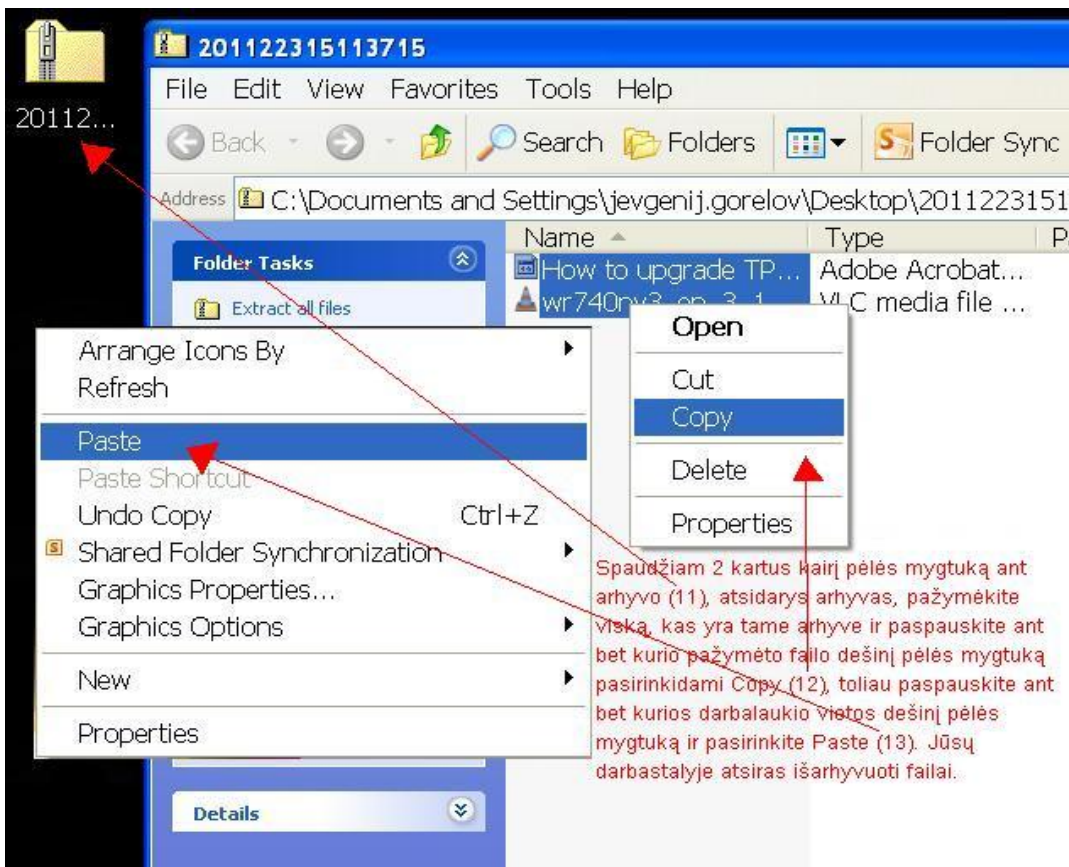 201122315113715
20112...
File Edit View Favorites Tools Help
Back Search Folders Folder Sync
Address C:\Documents and Settings\jevgenij.gorelov\Desktop\2011223151
Name Type P
Folder Tasks
How to upgrade TP... Adobe Acrobat...
wr740nv3_en_3_1 VLC media file ...
Extract all files
Arrange Icons By
Refresh
Paste
Paste Shortcut
Undo Copy Ctrl+Z
Shared Folder Synchronization
Graphics Properties...
Graphics Options
New
Properties
Open
Cut
Copy
Delete
Properties
Spaudžiam 2 kartus kairį pėlės mygtuką ant
arhyvo (11), atsidarys arhyvas, pažymėkite
viską, kas yra tame arhyve ir paspauskite ant
bet kurio pažymėto failo dešinį pėlės mygtuką
pasirinkidami Copy (12), toliau paspauskite ant
bet kurios darbalaukio vietos dešinį pėlės
mygtuką ir pasirinkite Paste (13). Jūsų
darbastalyje atsiras išarhyvuoti failai.
Details